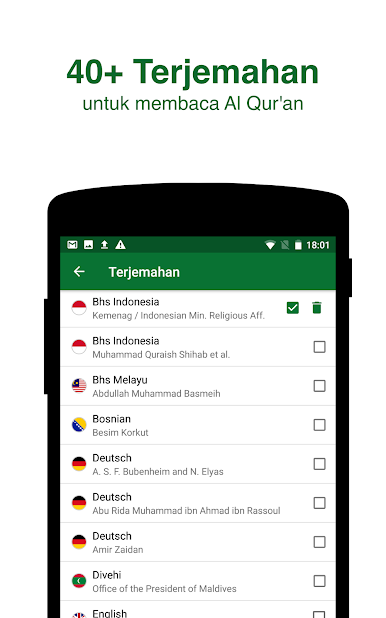 40+ Terjemahan
untuk membaca Al Qur'an
18:01
Terjemahan
Bhs Indonesia
Kemenag / Indonesian Min. Religious Aff.
Bhs Indonesia
Muhammad Quraish Shihab et al.
Bhs Melayu
Abdullah Muhammad Basmeih
Bosnian
Besim Korkut
Deutsch
A. S. F. Bubenheim and N. Elyas
Deutsch
Abu Rida Muhammad ibn Ahmad ibn Rassoul
Deutsch
Amir Zaidan
Divehi
Office of the President of Maldives
English